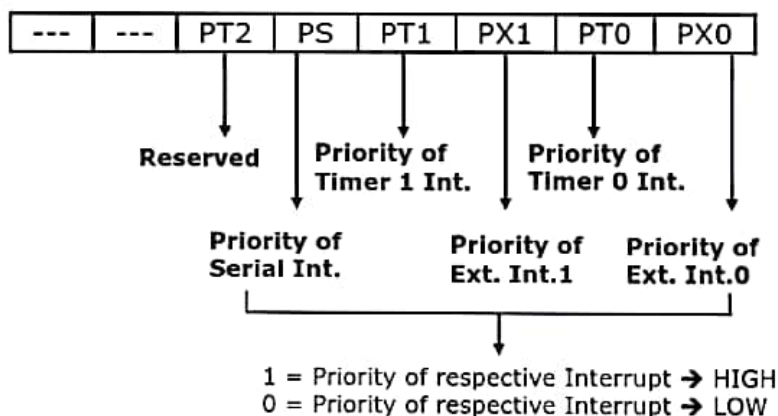 --- --- PT2 PS PT1 PX1 PT0 PX0
Reserved
Priority of
Timer 1 Int.
Priority of
Timer 0 Int.
Priority of
Serial Int.
Priority of
Ext. Int.1
Priority of
Ext. Int.0
1 = Priority of respective Interrupt → HIGH
0 = Priority of respective Interrupt → LOW